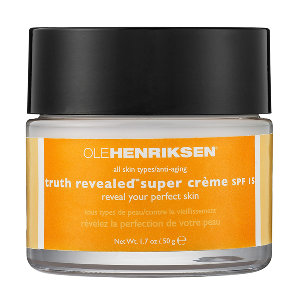 OLEHENRIKSEN®
all skin types/anti-aging
truth revealed™ super crème SPF 15
reveal your perfect skin
tous types de peau/contre le vieillissement
révélez la perfection de votre peau
Net Wt. 1.7 oz / 50 g ℮